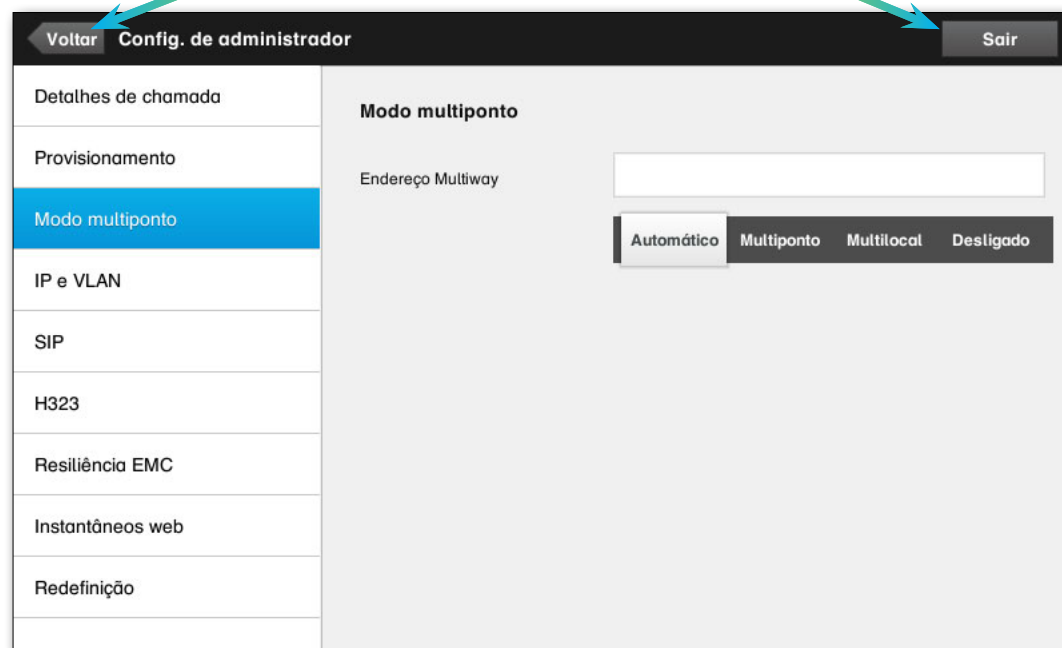 Voltar Config. de administrador Sair
Detalhes de chamada
Provisionamento
Modo multiponto
IP e VLAN
SIP
H323
Resiliência EMC
Instantâneos web
Redefinição
Modo multiponto
Endereço Multiway
Automático Multiponto Multilocal Desligado